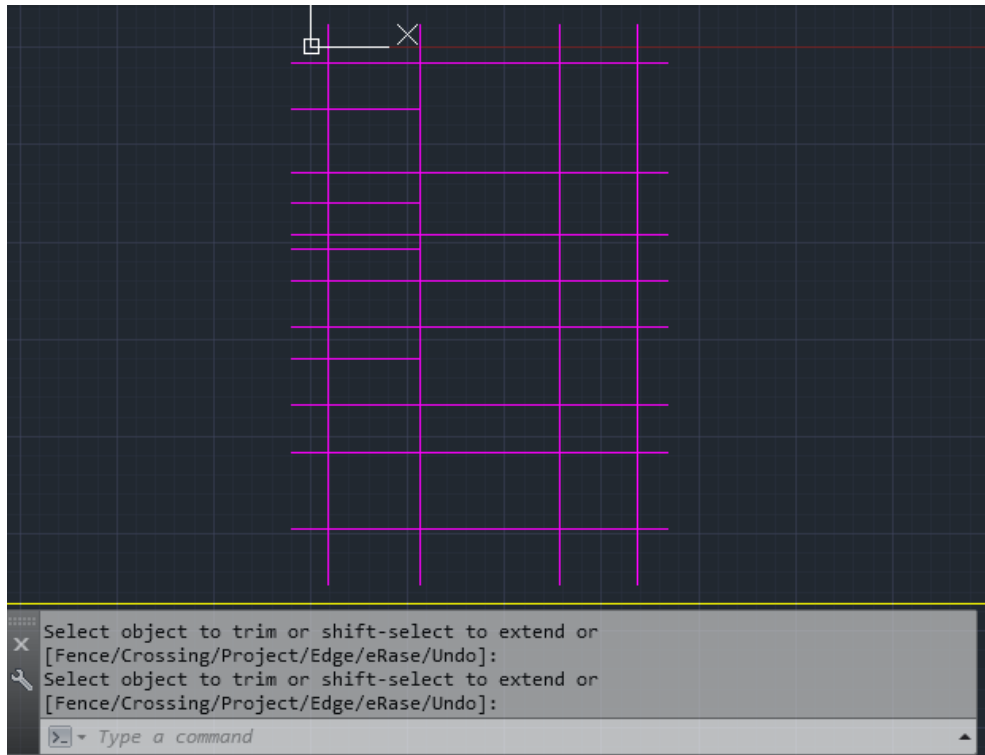 X
Select object to trim or shift-select to extend or
[Fence/Crossing/Project/Edge/eRase/Undo]:
Select object to trim or shift-select to extend or
[Fence/Crossing/Project/Edge/eRase/Undo]:
Type a command